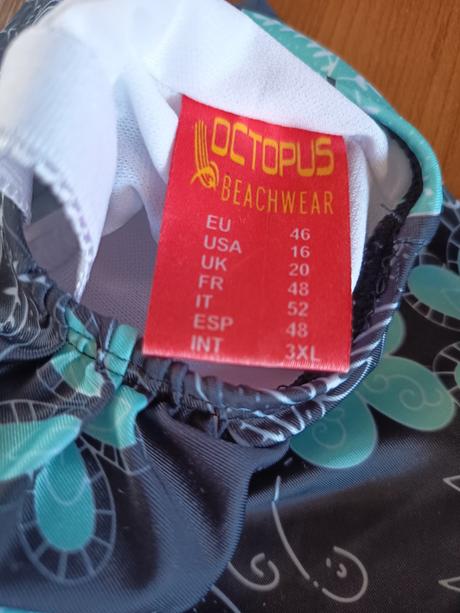 OCTOPUS
BEACHWEAR
EU 46
USA 16
UK 20
FR 48
IT 52
ESP 48
INT 3XL